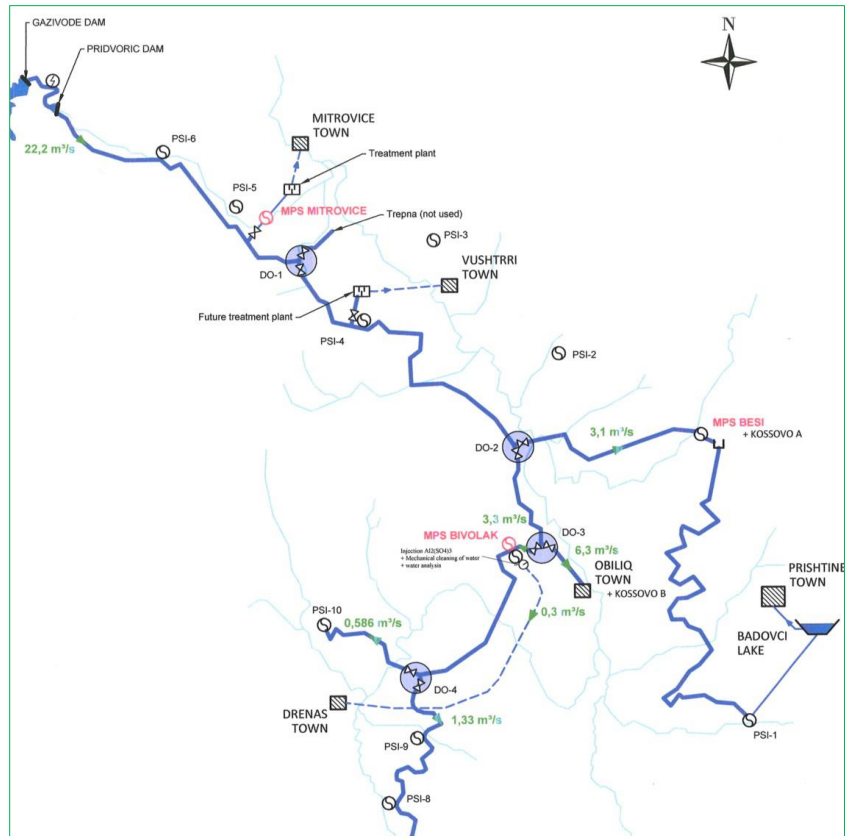 GAZIVODE DAM
PRIDVORIC DAM
N
22,2 m³/s
PSI-6
MITROVICE
TOWN
Treatment plant
PSI-5
MPS MITROVICE
Trepna (not used)
PSI-3
DO-1
VUSHTRRI
TOWN
Future treatment plant
PSI-4
PSI-2
MPS BESI
+ KOSSOVO A
3,1 m³/s
DO-2
3,3 m³/s
DO-3
MPS BIVOLAK
6,3 m³/s
Injection Al2(SO4)3
+ Mechanical cleaning of water
+ water analysis
OBILIQ
TOWN
+ KOSSOVO B
PRISHTINE
TOWN
0,3 m³/s
PSI-10
0,586 m³/s
BADOVCI
LAKE
DO-4
DRENAS
TOWN
1,33 m³/s
PSI-1
PSI-9
PSI-8